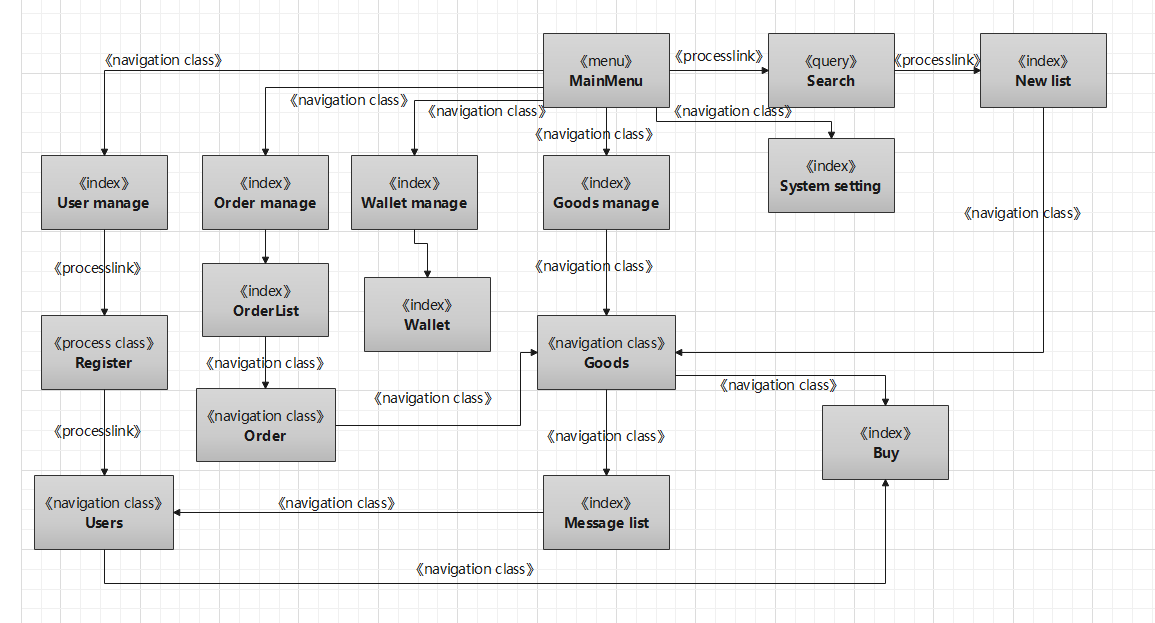 《navigation class》
《menu》
MainMenu
《processlink》
《query》
Search
《processlink》
《index》
New list
《navigation class》
《navigation class》
《navigation class》
《navigation class》
《index》
User manage
《index》
Order manage
《index》
Wallet manage
《index》
Goods manage
《index》
System setting
《navigation class》
《processlink》
《navigation class》
《index》
OrderList
《index》
Wallet
《process class》
Register
《navigation class》
《navigation class》
Goods
《navigation class》
《navigation class》
《navigation class》
Order
《processlink》
《navigation class》
《index》
Buy
《navigation class》
Users
《navigation class》
《index》
Message list
《navigation class》